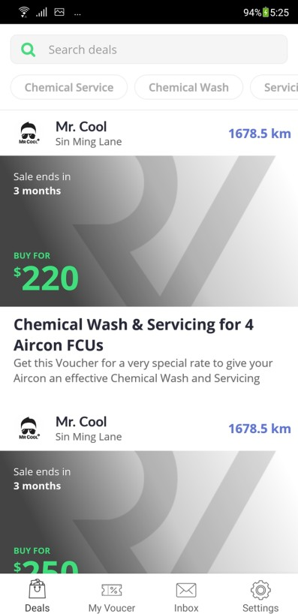 94% 5:25
Search deals
Chemical Service
Chemical Wash
Servici
Mr. Cool
Sin Ming Lane
1678.5 km
MR COOL
Sale ends in
3 months
BUY FOR
$220
Chemical Wash & Servicing for 4
Aircon FCUs
Get this Voucher for a very special rate to give your
Aircon an effective Chemical Wash and Servicing
Mr. Cool
Sin Ming Lane
1678.5 km
MR COOL
Sale ends in
3 months
BUY FOR
$250
Deals
My Voucer
Inbox
Settings